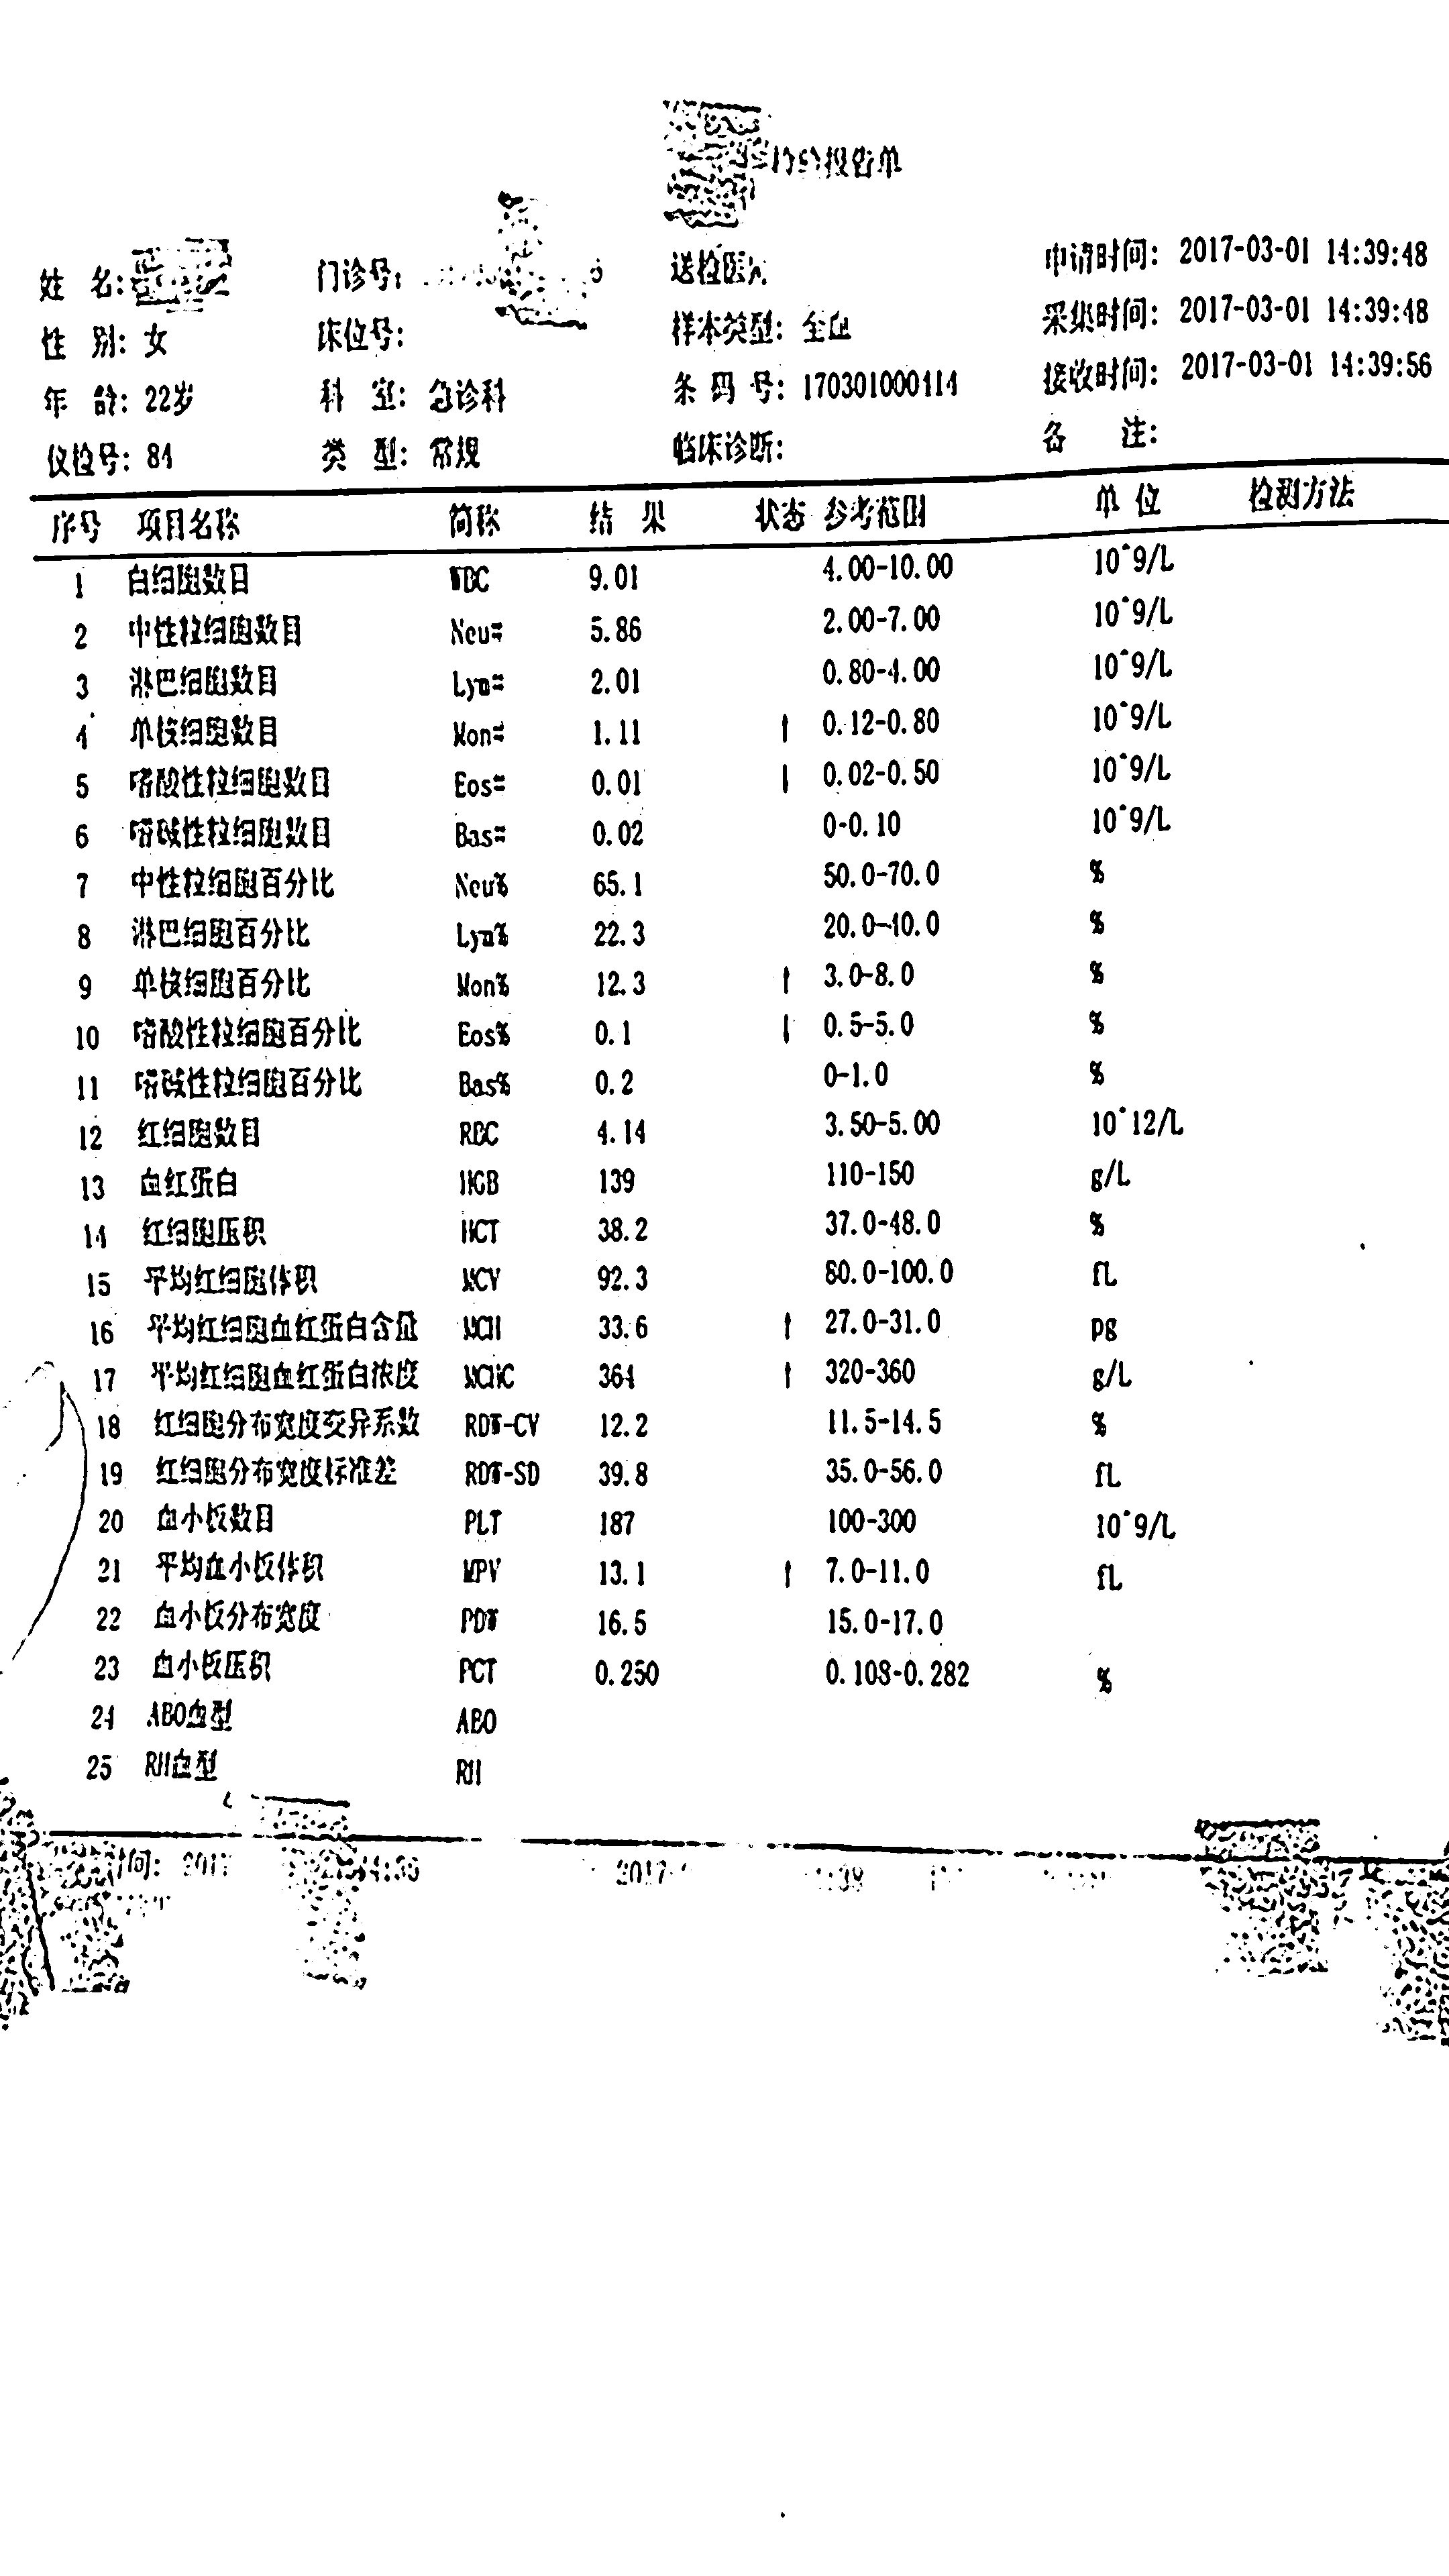 报告单
姓 名: 门诊号: 送检医 申请时间: 2017-03-01 14:39:48
性 别: 女 床位号: 样本类型: 全血 采集时间: 2017-03-01 14:39:48
年 龄: 22岁 科 室: 急诊科 条 码 号: 170301000414 接收时间: 2017-03-01 14:39:56
仪检号: 84 类 型: 常规 临床诊断: 备 注:
序号 项目名称 简称 结 果 状态 参考范围 单 位 检测方法
1 白细胞数目 WBC 9.01 4.00-10.00 10^9/L
2 中性粒细胞数目 Neu# 5.86 2.00-7.00 10^9/L
3 淋巴细胞数目 Lym# 2.01 0.80-4.00 10^9/L
4 单核细胞数目 Mon# 1.11 ↑ 0.12-0.80 10^9/L
5 嗜酸性粒细胞数目 Eos# 0.01 ↓ 0.02-0.50 10^9/L
6 嗜碱性粒细胞数目 Bas# 0.02 0-0.10 10^9/L
7 中性粒细胞百分比 Neu% 65.1 50.0-70.0 %
8 淋巴细胞百分比 Lym% 22.3 20.0-40.0 %
9 单核细胞百分比 Mon% 12.3 ↑ 3.0-8.0 %
10 嗜酸性粒细胞百分比 Eos% 0.1 ↓ 0.5-5.0 %
11 嗜碱性粒细胞百分比 Bas% 0.2 0-1.0 %
12 红细胞数目 RBC 4.14 3.50-5.00 10^12/L
13 血红蛋白 HGB 139 110-150 g/L
14 红细胞压积 HCT 38.2 37.0-48.0 %
15 平均红细胞体积 MCV 92.3 80.0-100.0 fL
16 平均红细胞血红蛋白含量 MCH 33.6 ↑ 27.0-31.0 pg
17 平均红细胞血红蛋白浓度 MCHC 364 ↑ 320-360 g/L
18 红细胞分布宽度变异系数 RDW-CV 12.2 11.5-14.5 %
19 红细胞分布宽度标准差 RDW-SD 39.8 35.0-56.0 fL
20 血小板数目 PLT 187 100-300 10^9/L
21 平均血小板体积 MPV 13.1 ↑ 7.0-11.0 fL
22 血小板分布宽度 PDW 16.5 15.0-17.0
23 血小板压积 PCT 0.250 0.108-0.282 %
24 ABO血型 ABO
25 RH血型 RH
间: 2017 2017-